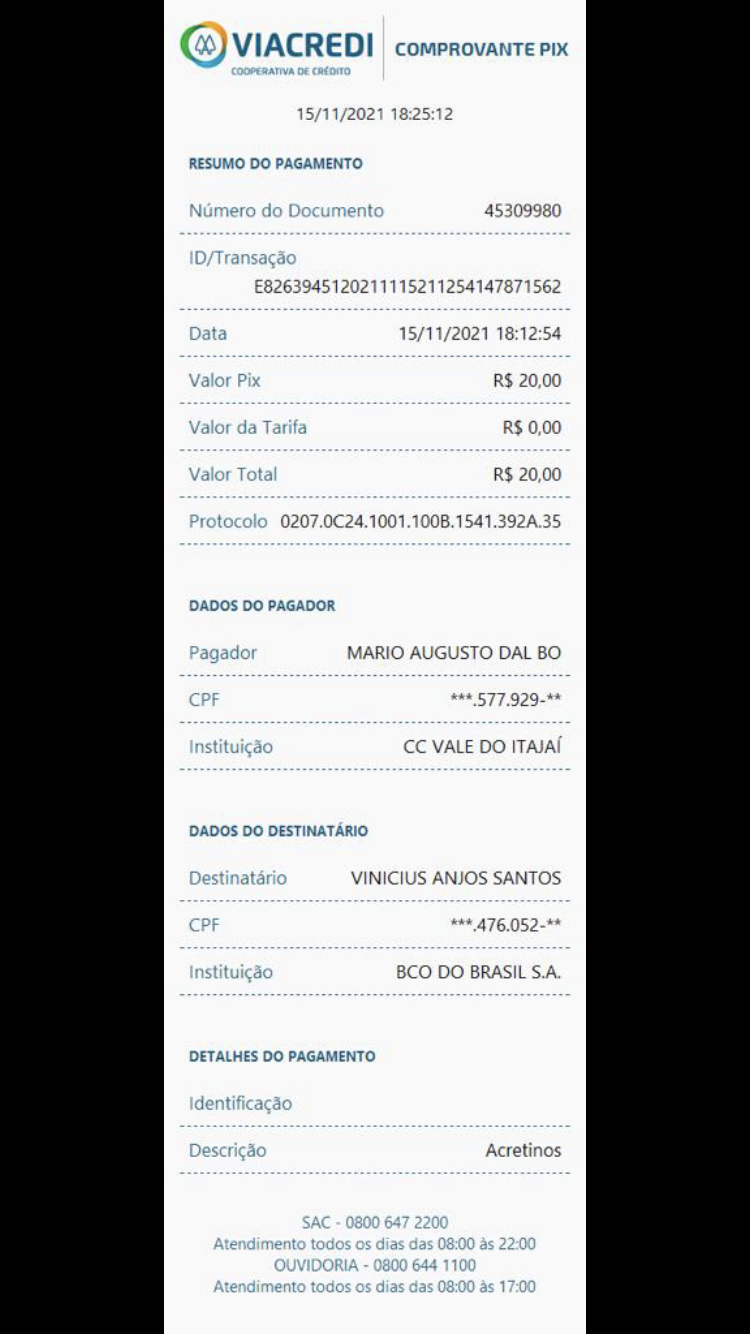 VIACREDI
COOPERATIVA DE CRÉDITO
COMPROVANTE PIX
15/11/2021 18:25:12
RESUMO DO PAGAMENTO
Número do Documento 45309980
ID/Transação
E8263945120211115211254147871562
Data 15/11/2021 18:12:54
Valor Pix R$ 20,00
Valor da Tarifa R$ 0,00
Valor Total R$ 20,00
Protocolo 0207.0C24.1001.100B.1541.392A.35
DADOS DO PAGADOR
Pagador MARIO AUGUSTO DAL BO
CPF ***.577.929-**
Instituição CC VALE DO ITAJAÍ
DADOS DO DESTINATÁRIO
Destinatário VINICIUS ANJOS SANTOS
CPF ***.476.052-**
Instituição BCO DO BRASIL S.A.
DETALHES DO PAGAMENTO
Identificação
Descrição Acretinos
SAC - 0800 647 2200
Atendimento todos os dias das 08:00 às 22:00
OUVIDORIA - 0800 644 1100
Atendimento todos os dias das 08:00 às 17:00